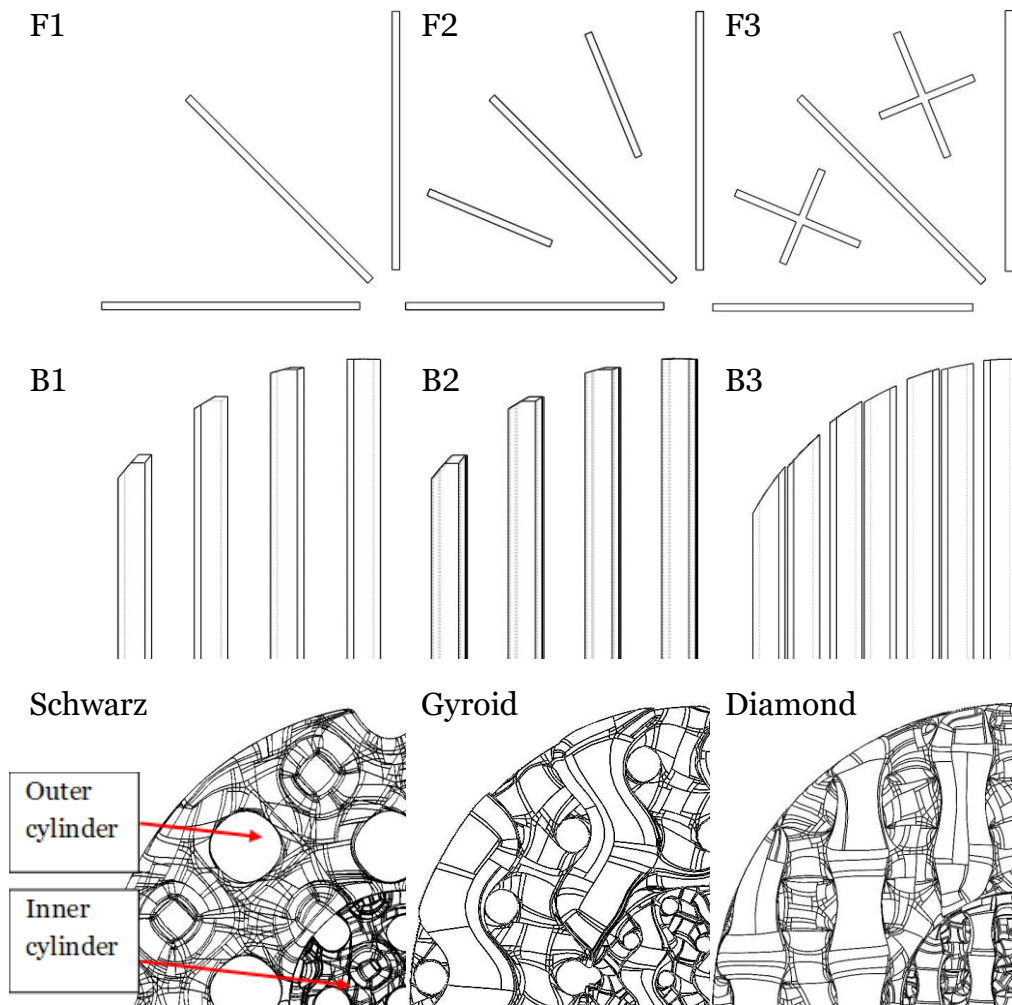 F1
F2
F3
B1
B2
B3
Schwarz
Gyroid
Diamond
Outer
cylinder
Inner
cylinder